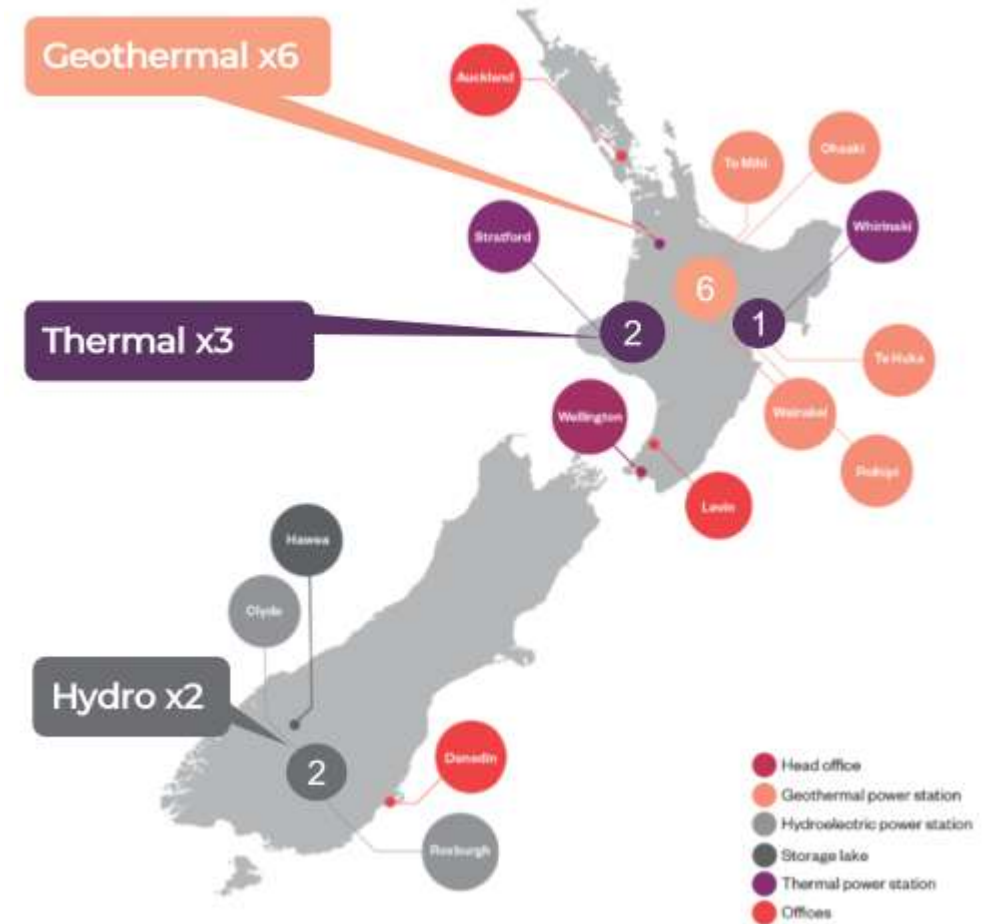 Geothermal x6
Auckland
Te Mihi
Ohaaki
Stratford
Whirinaki
6
Thermal x3
2
1
Te Huka
Wellington
Wairakei
Poihipi
Levin
Hawea
Clyde
Hydro x2
2
Dunedin
Roxburgh
Head office
Geothermal power station
Hydroelectric power station
Storage lake
Thermal power station
Offices